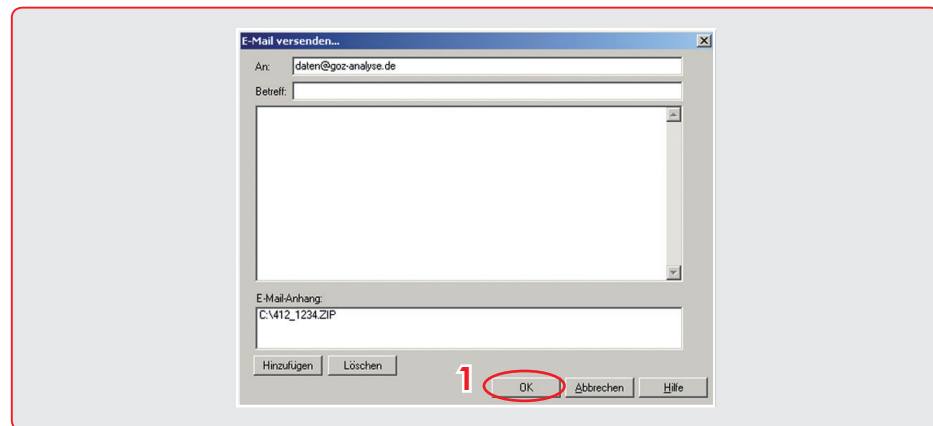 E-Mail versenden...
An: daten@goz-analyse.de
Betreff:
E-Mail-Anhang:
C:\412_1234.ZIP
Hinzufügen Löschen
1 OK Abbrechen Hilfe